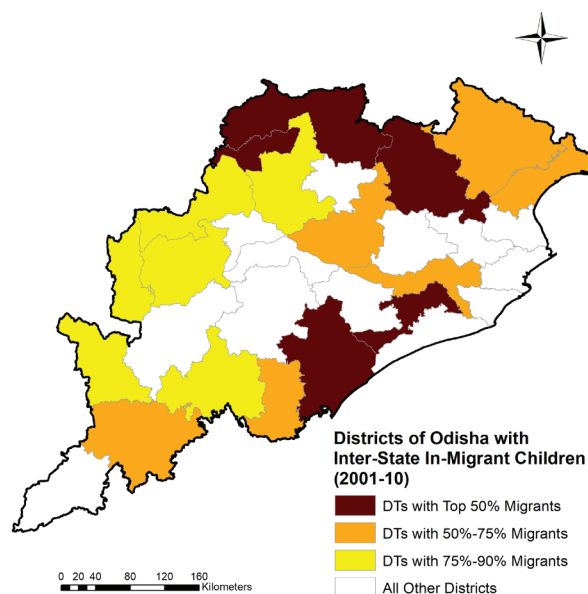 Districts of Odisha with
Inter-State In-Migrant Children
(2001-10)
DTs with Top 50% Migrants
DTs with 50%-75% Migrants
DTs with 75%-90% Migrants
All Other Districts
0 20 40 80 120 160
Kilometers